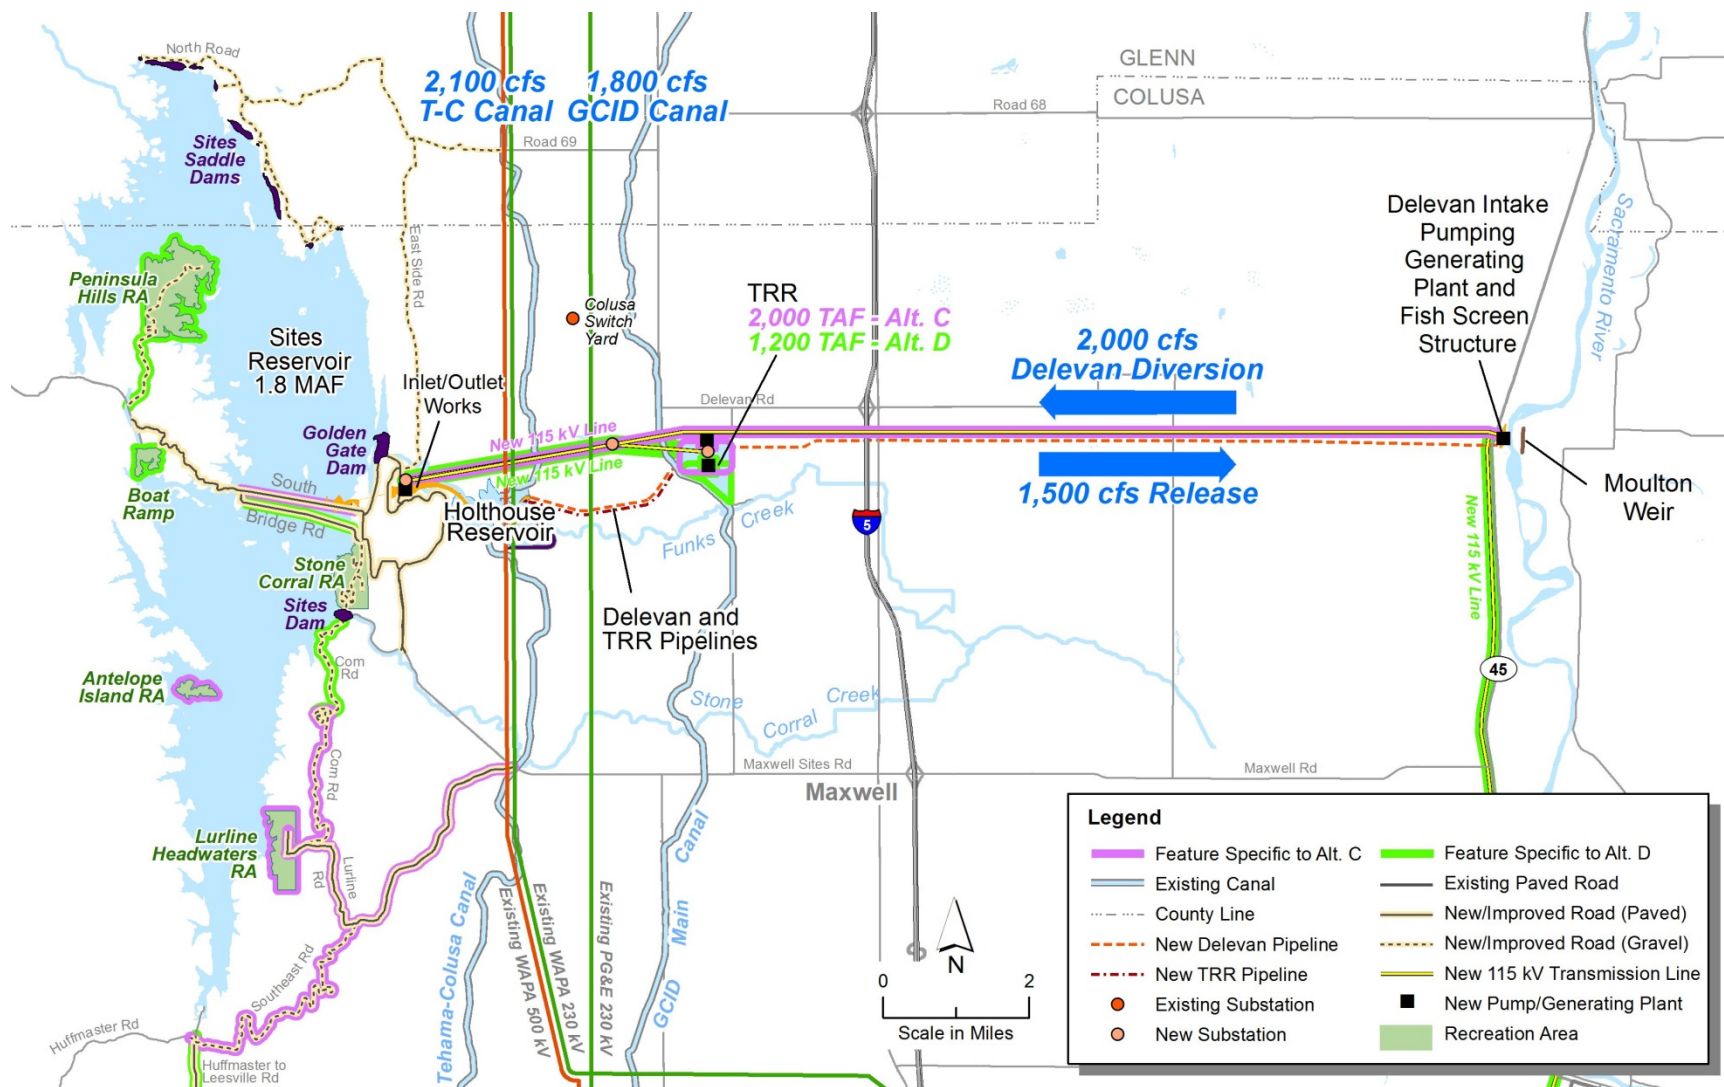 North Road
2,100 cfs
T-C Canal
1,800 cfs
GCID Canal
GLENN
COLUSA
Road 68
Road 69
Sites
Saddle
Dams
East Side Rd
Sacramento River
Delevan Intake
Pumping
Generating
Plant and
Fish Screen
Structure
Peninsula
Hills RA
Colusa
Switch
Yard
TRR
2,000 TAF - Alt. C
1,200 TAF - Alt. D
Sites
Reservoir
1.8 MAF
Inlet/Outlet
Works
2,000 cfs
Delevan Diversion
Delevan Rd
Golden
Gate
Dam
New 115 kV Line
New 115 kV Line
1,500 cfs Release
Boat
Ramp
South
Bridge Rd
Holthouse
Reservoir
Funks
Creek
5
Moulton
Weir
New 115 kV Line
Stone
Corral RA
Sites
Dam
Delevan and
TRR Pipelines
Com
Rd
45
Antelope
Island RA
Stone
Corral
Creek
Com Rd
Maxwell Sites Rd
Maxwell Rd
Maxwell
Lurline
Headwaters
RA
Lurline
Rd
Southeast Rd
Huffmaster Rd
Huffmaster to
Leesville Rd
Tehama-Colusa Canal
Existing WAPA 500 kV
Existing WAPA 230 kV
Existing PG&E 230 kV
GCID Main Canal
N
0
2
Scale in Miles
Legend
Feature Specific to Alt. C
Existing Canal
County Line
New Delevan Pipeline
New TRR Pipeline
Existing Substation
New Substation
Feature Specific to Alt. D
Existing Paved Road
New/Improved Road (Paved)
New/Improved Road (Gravel)
New 115 kV Transmission Line
New Pump/Generating Plant
Recreation Area